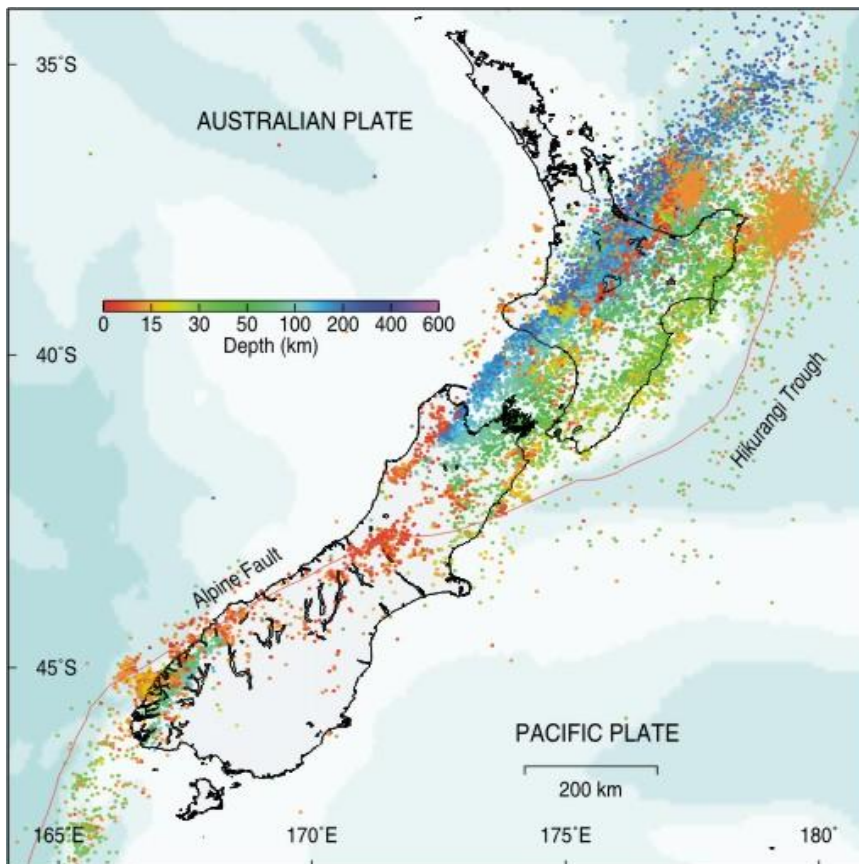 35°S
AUSTRALIAN PLATE
0 15 30 50 100 200 400 600
Depth (km)
40°S
Hikurangi Trough
Alpine Fault
45°S
PACIFIC PLATE
200 km
165°E 170°E 175°E 180°